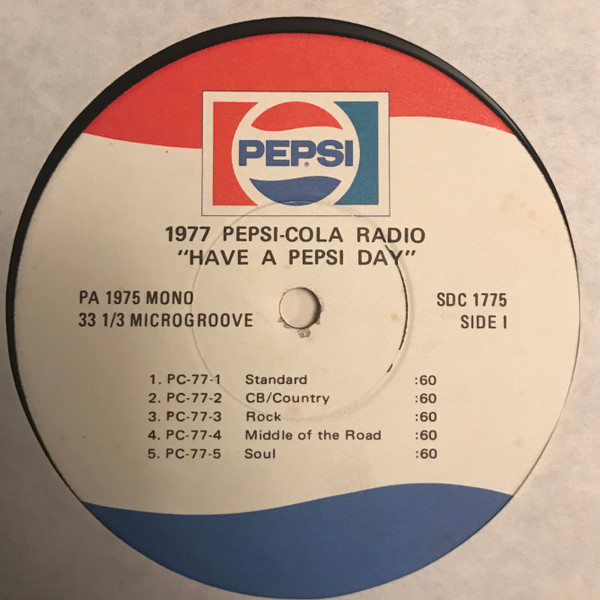 PEPSI®
1977 PEPSI-COLA RADIO
"HAVE A PEPSI DAY"
PA 1975 MONO SDC 1775
33 1/3 MICROGROOVE SIDE I
1. PC-77-1 Standard :60
2. PC-77-2 CB/Country :60
3. PC-77-3 Rock :60
4. PC-77-4 Middle of the Road :60
5. PC-77-5 Soul :60